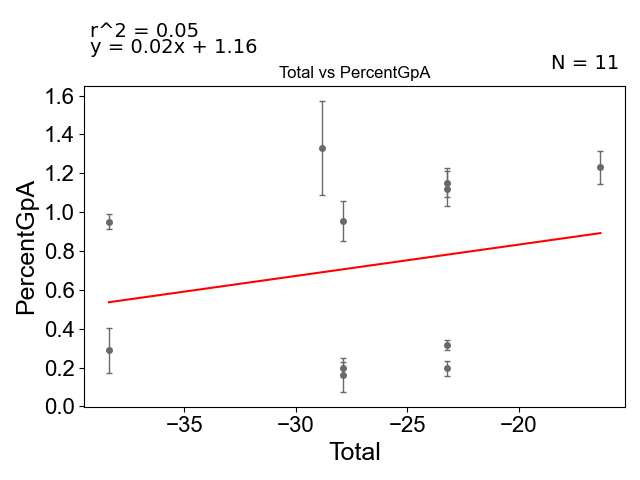 r^2 = 0.05
y = 0.02x + 1.16
N = 11
Total vs PercentGpA
1.6
1.4
1.2
1.0
0.8
0.6
0.4
0.2
0.0
PercentGpA
−35
−30
−25
−20
Total